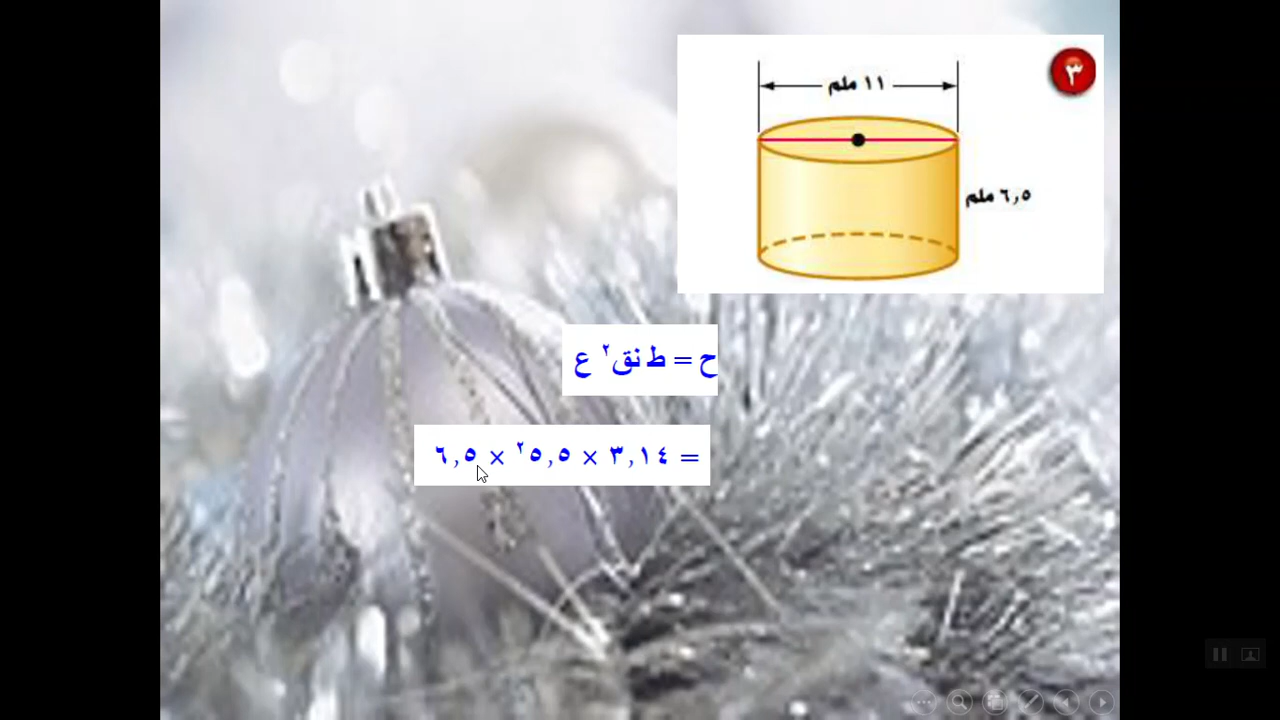 ٣
١١ ملم
٦,٥ ملم
ح = ط نق٢ ع
= ٣,١٤ × ٥,٥٢ × ٦,٥